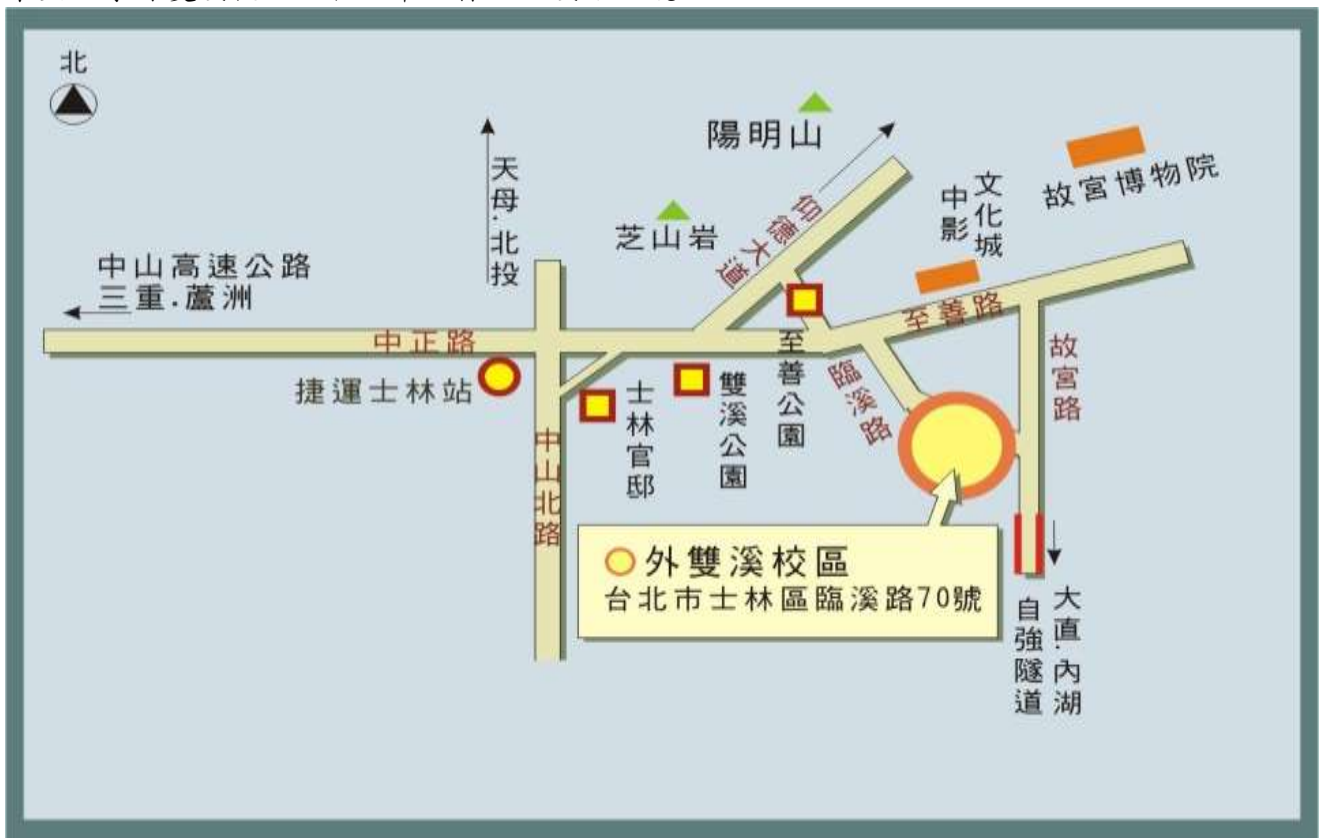 北
陽明山
天母.北投
仰德大道
芝山岩
文化城
中影
故宮博物院
中山高速公路
三重.蘆洲
中正路
至善路
捷運士林站
士林官邸
雙溪公園
至善公園
臨溪路
故宮路
中山北路
外雙溪校區
台北市士林區臨溪路70號
大直.內湖
自強隧道